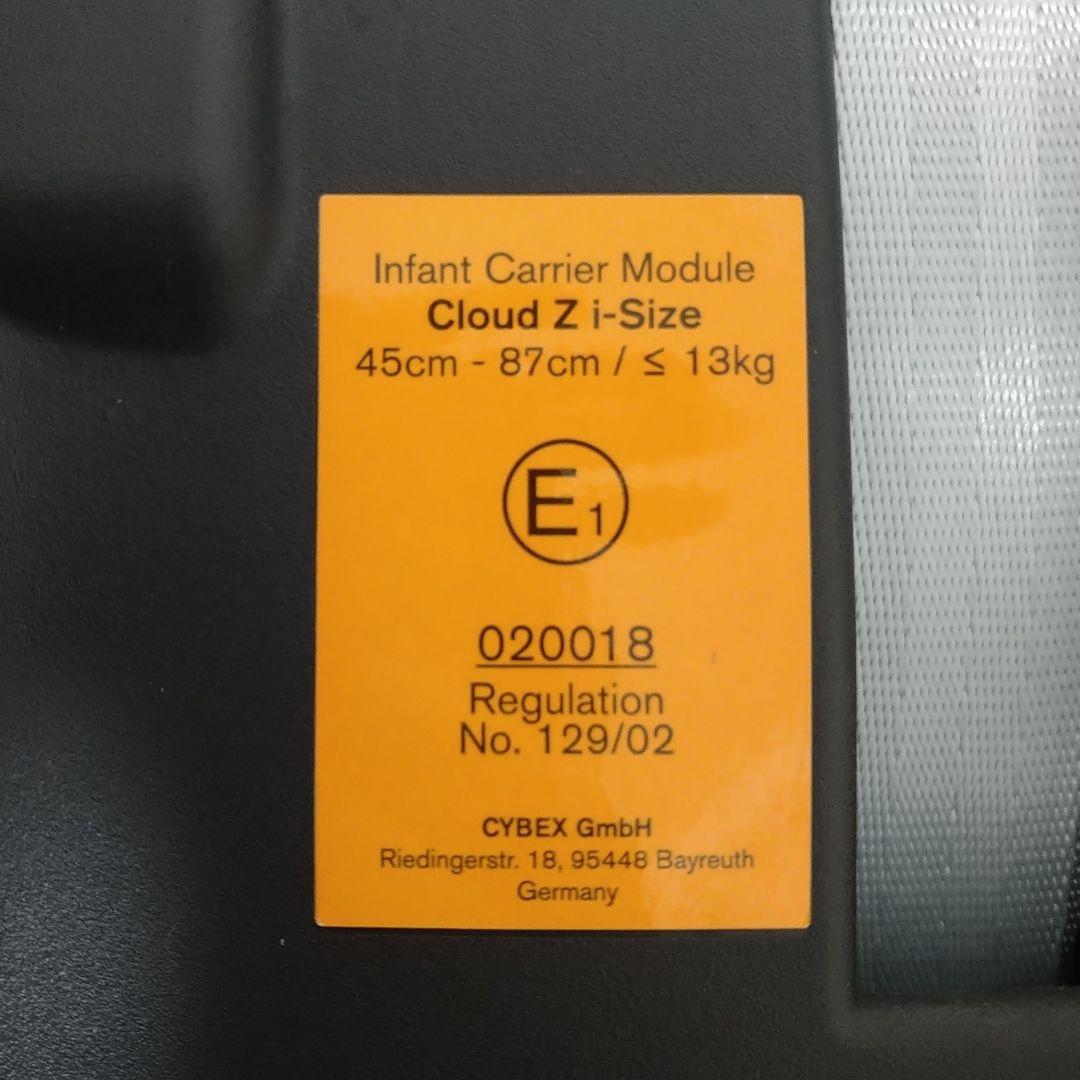 Infant Carrier Module
Cloud Z i-Size
45cm - 87cm / ≤ 13kg
E1
020018
Regulation
No. 129/02
CYBEX GmbH
Riedingerstr. 18, 95448 Bayreuth
Germany